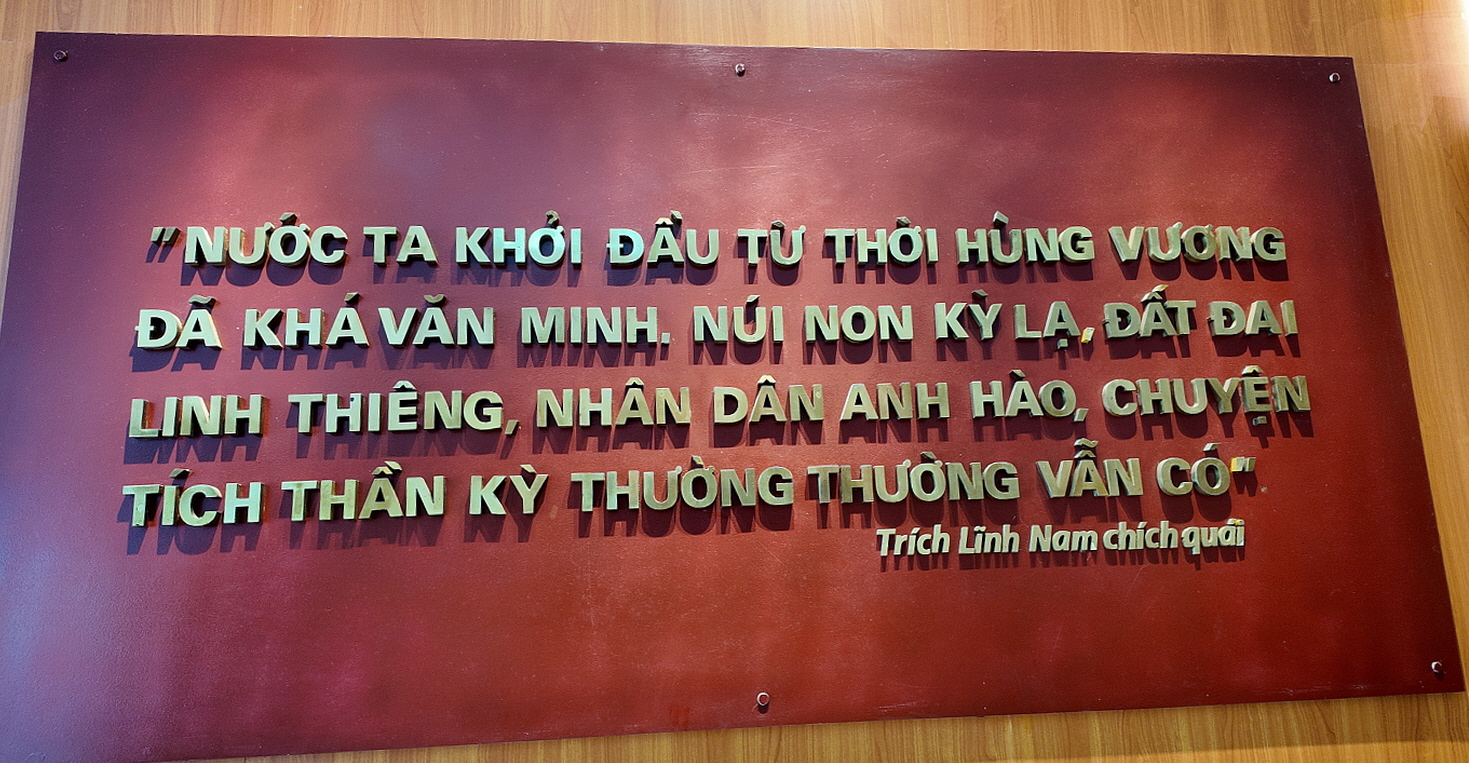 "NƯỚC TA KHỞI ĐẦU TỪ THỜI HÙNG VƯƠNG
ĐÃ KHÁ VĂN MINH, NÚI NON KỲ LẠ, ĐẤT ĐAI
LINH THIÊNG, NHÂN DÂN ANH HÀO, CHUYỆN
TÍCH THẦN KỲ THƯỜNG THƯỜNG VẪN CÓ"
Trích Lĩnh Nam chích quái